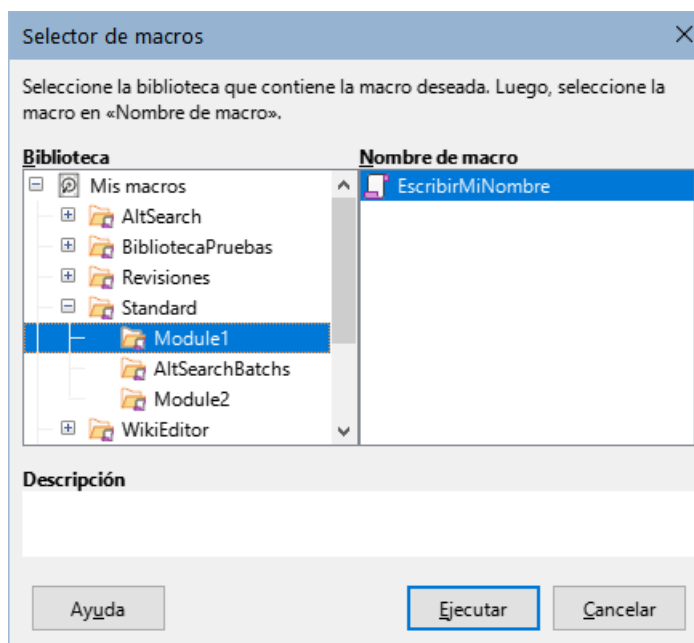 Selector de macros
Seleccione la biblioteca que contiene la macro deseada. Luego, seleccione la
macro en «Nombre de macro».
Biblioteca
Nombre de macro
Mis macros
EscribirMiNombre
AltSearch
BibliotecaPruebas
Revisiones
Standard
Module1
AltSearchBatchs
Module2
WikiEditor
Descripción
Ayuda
Ejecutar
Cancelar